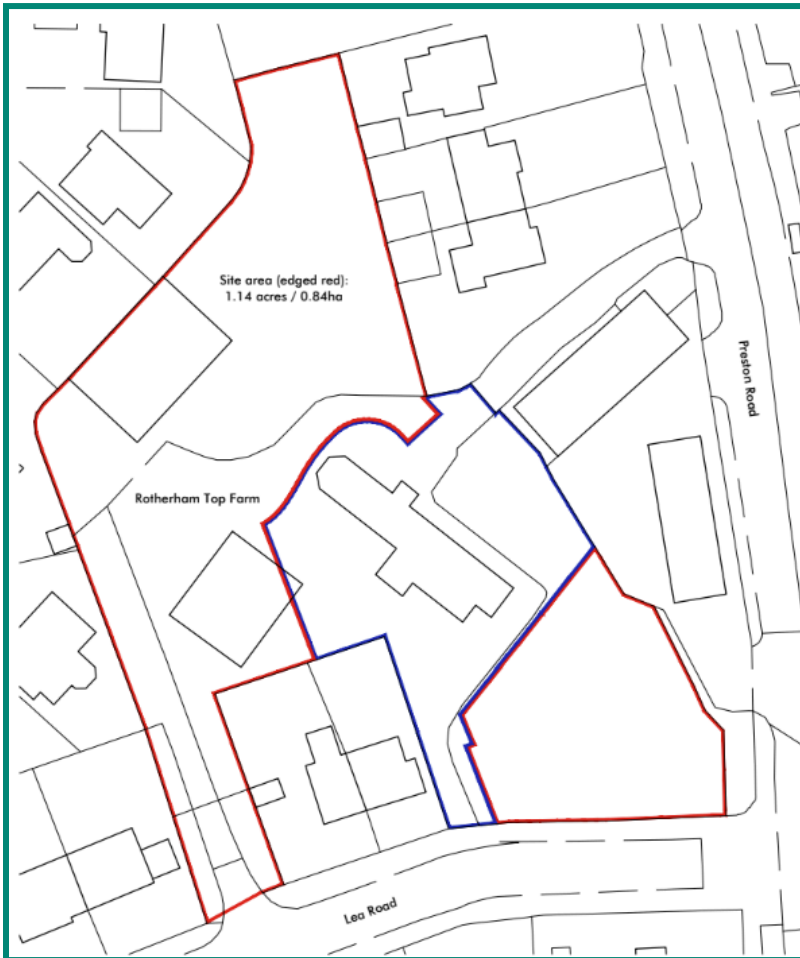 Site area (edged red):
1.14 acres / 0.84ha
Preston Road
Rotherham Top Farm
Lea Road